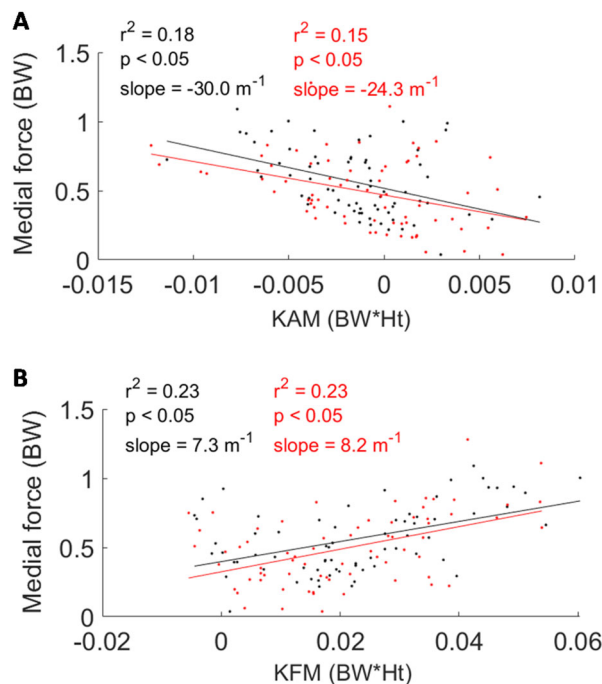 A
r² = 0.18
p < 0.05
slope = -30.0 m⁻¹
r² = 0.15
p < 0.05
slope = -24.3 m⁻¹
Medial force (BW)
1.5
1
0.5
0
-0.015 -0.01 -0.005 0 0.005 0.01
KAM (BW*Ht)
B
r² = 0.23
p < 0.05
slope = 7.3 m⁻¹
r² = 0.23
p < 0.05
slope = 8.2 m⁻¹
Medial force (BW)
1.5
1
0.5
0
-0.02 0 0.02 0.04 0.06
KFM (BW*Ht)